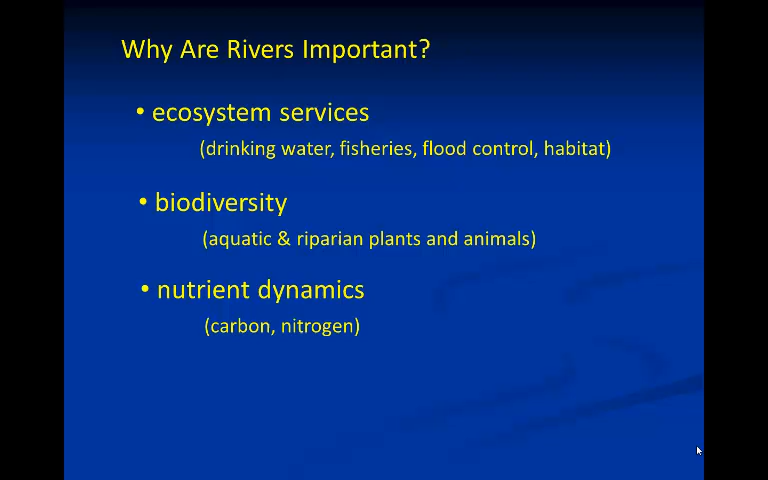 Why Are Rivers Important?
• ecosystem services
(drinking water, fisheries, flood control, habitat)
• biodiversity
(aquatic & riparian plants and animals)
• nutrient dynamics
(carbon, nitrogen)